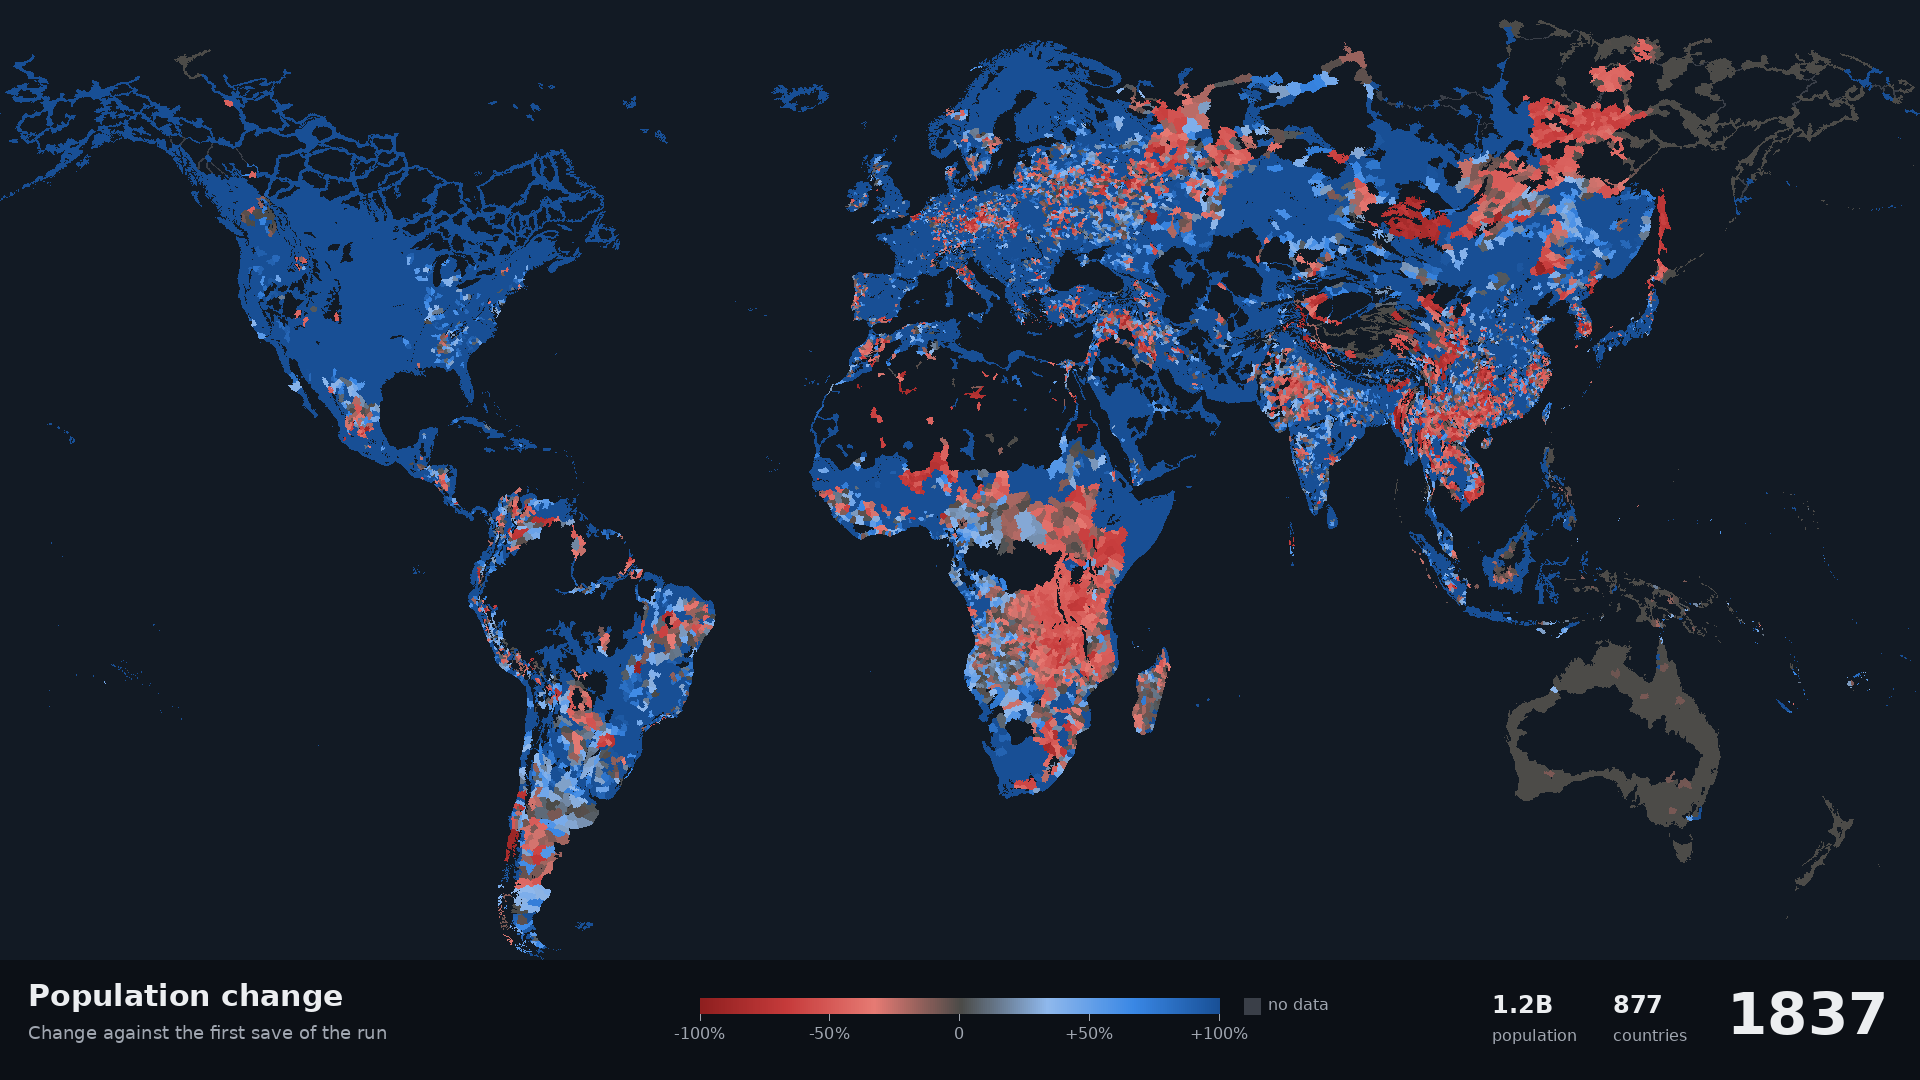 Population change
Change against the first save of the run
-100%
-50%
0
+50%
+100%
no data
1.2B
population
877
countries
1837